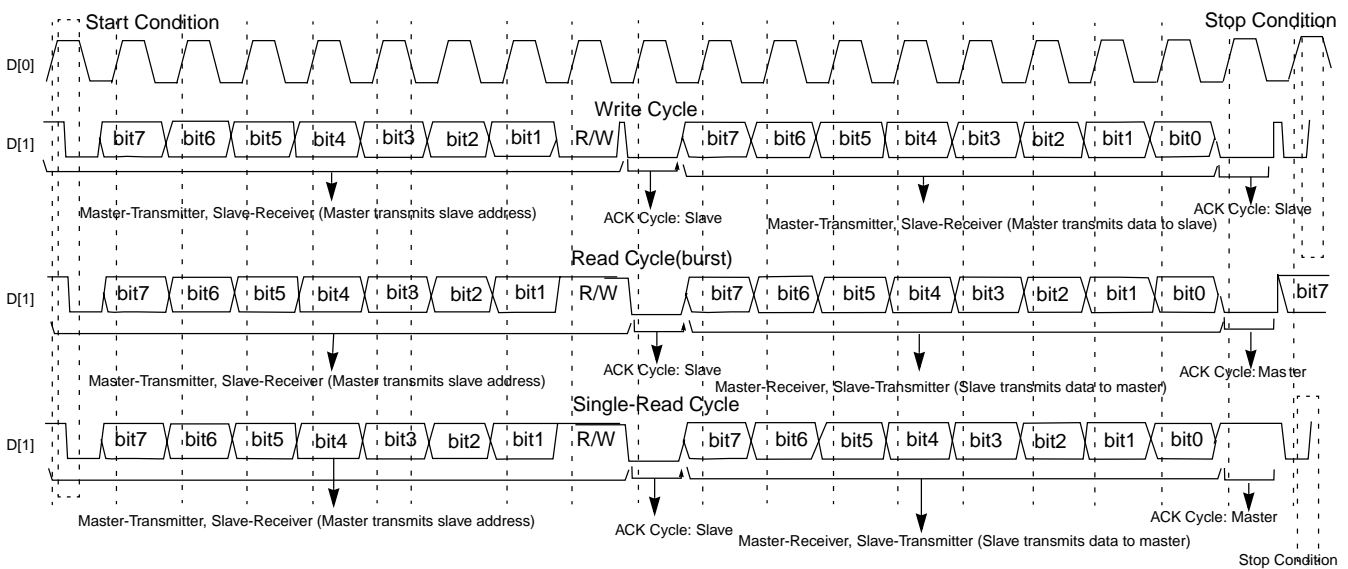 Start Condition Stop Condition
D[0]
Write Cycle
D[1] bit7 bit6 bit5 bit4 bit3 bit2 bit1 R/W bit7 bit6 bit5 bit4 bit3 bit2 bit1 bit0
Master-Transmitter, Slave-Receiver (Master transmits slave address) ACK Cycle: Slave Master-Transmitter, Slave-Receiver (Master transmits data to slave) ACK Cycle: Slave
Read Cycle(burst)
D[1] bit7 bit6 bit5 bit4 bit3 bit2 bit1 R/W bit7 bit6 bit5 bit4 bit3 bit2 bit1 bit0 bit7
Master-Transmitter, Slave-Receiver (Master transmits slave address) ACK Cycle: Slave Master-Receiver, Slave-Transmitter (Slave transmits data to master) ACK Cycle: Master
Single-Read Cycle
D[1] bit7 bit6 bit5 bit4 bit3 bit2 bit1 R/W bit7 bit6 bit5 bit4 bit3 bit2 bit1 bit0
Master-Transmitter, Slave-Receiver (Master transmits slave address) ACK Cycle: Slave Master-Receiver, Slave-Transmitter (Slave transmits data to master) ACK Cycle: Master
Stop Condition